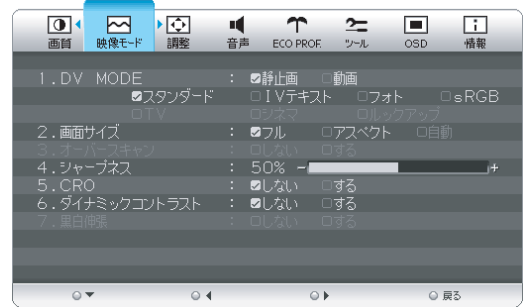 画質 映像モード 調整 音声 ECO PROF. ツール OSD 情報
1.DV MODE : ☑静止画 □動画
☑スタンダード □IVテキスト □フォト □sRGB
□TV □シネマ □ルックアップ
2.画面サイズ : ☑フル □アスペクト □自動
3.オーバースキャン : □しない □する
4.シャープネス : 50% − +
5.CRO : ☑しない □する
6.ダイナミックコントラスト : ☑しない □する
7.黒白伸張 : □しない □する
戻る